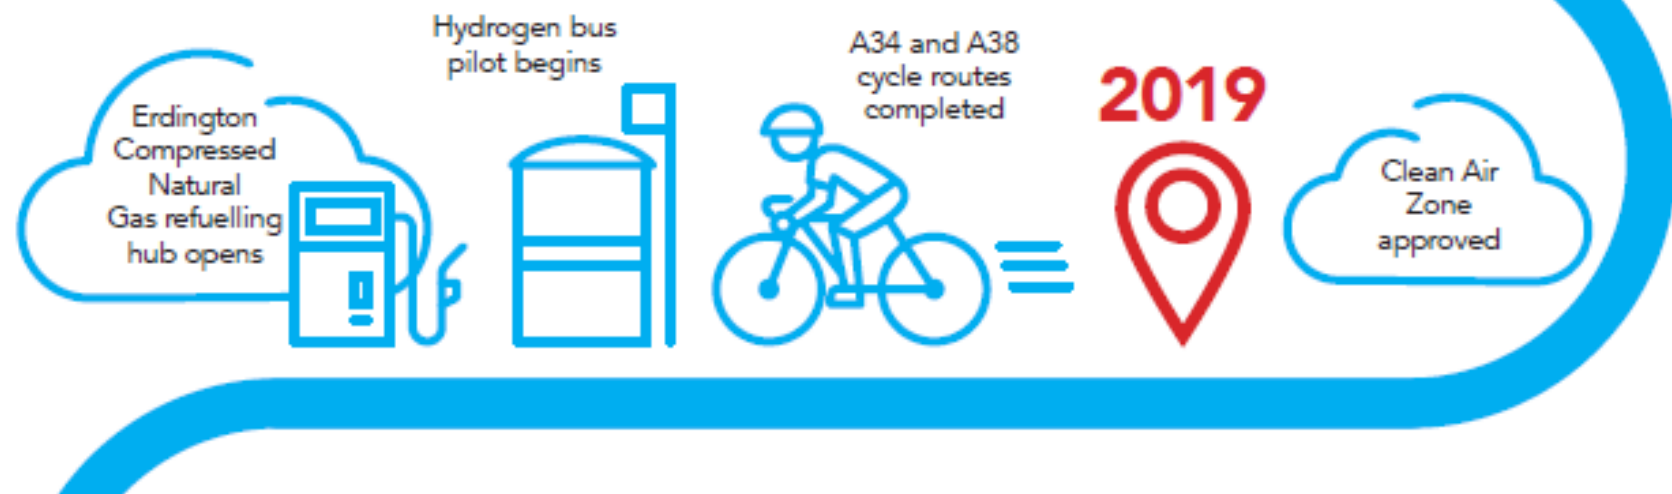 Erdington
Compressed
Natural
Gas refuelling
hub opens
Hydrogen bus
pilot begins
A34 and A38
cycle routes
completed
2019
Clean Air
Zone
approved